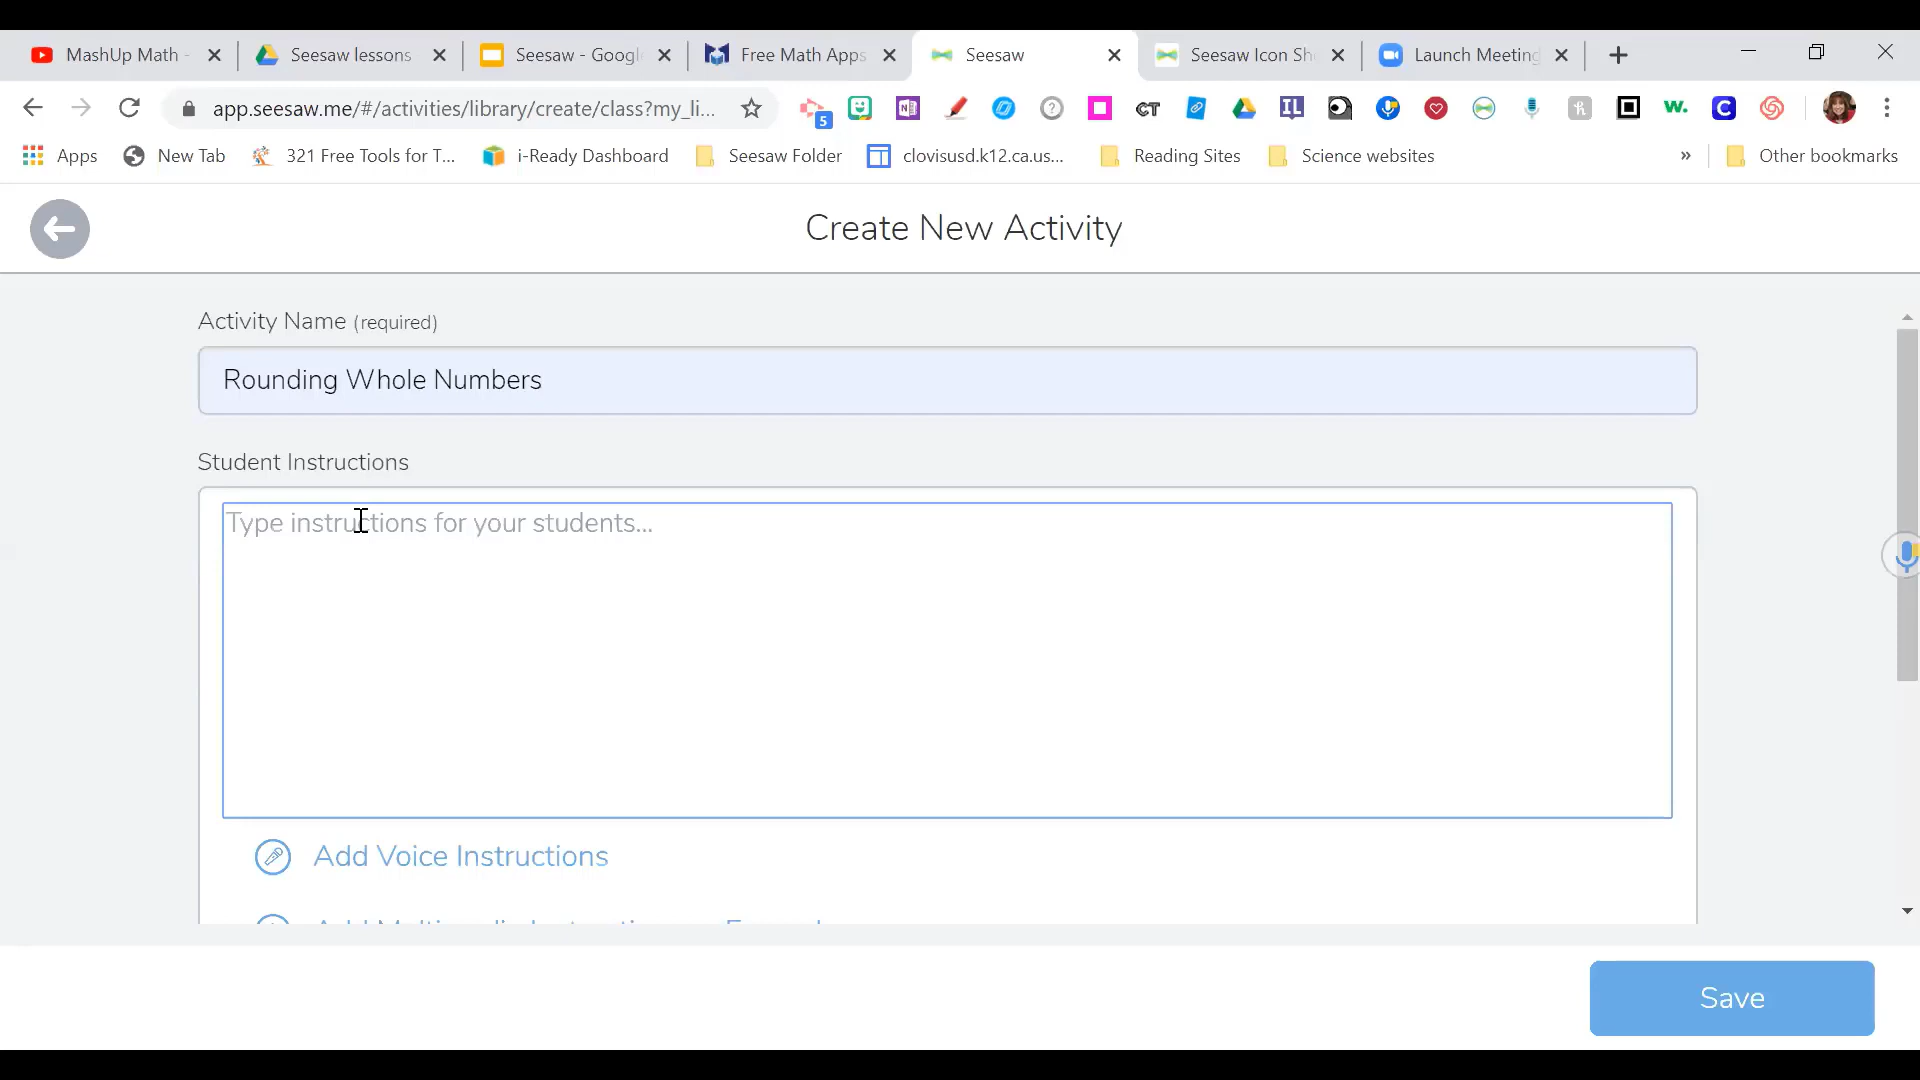 MashUp Math -
Seesaw lessons
Seesaw - Googl
Free Math Apps
Seesaw
Seesaw Icon Sh
Launch Meeting
app.seesaw.me/#/activities/library/create/class?my_li...
5
CT
IL
w.
C
Apps
New Tab
321 Free Tools for T...
i-Ready Dashboard
Seesaw Folder
clovisusd.k12.ca.us...
Reading Sites
Science websites
»
Other bookmarks
Create New Activity
Activity Name (required)
Rounding Whole Numbers
Student Instructions
Type instructions for your students...
Add Voice Instructions
Save